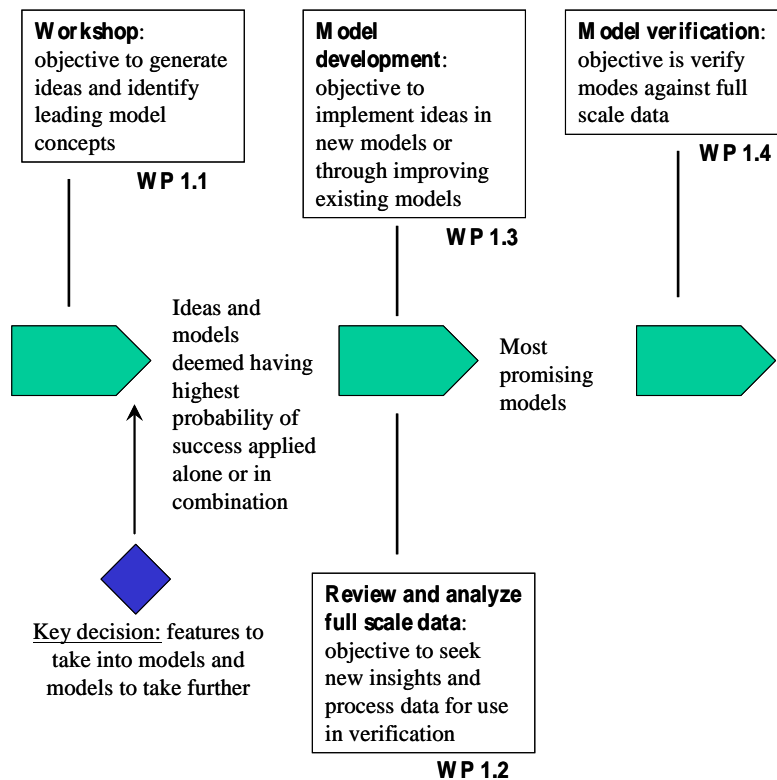 Workshop:
objective to generate
ideas and identify
leading model
concepts
WP 1.1
Model
development:
objective to
implement ideas in
new models or
through improving
existing models
WP 1.3
Model verification:
objective is verify
modes against full
scale data
WP 1.4
Ideas and
models
deemed having
highest
probability of
success applied
alone or in
combination
Most
promising
models
Key decision: features to
take into models and
models to take further
Review and analyze
full scale data:
objective to seek
new insights and
process data for use
in verification
WP 1.2